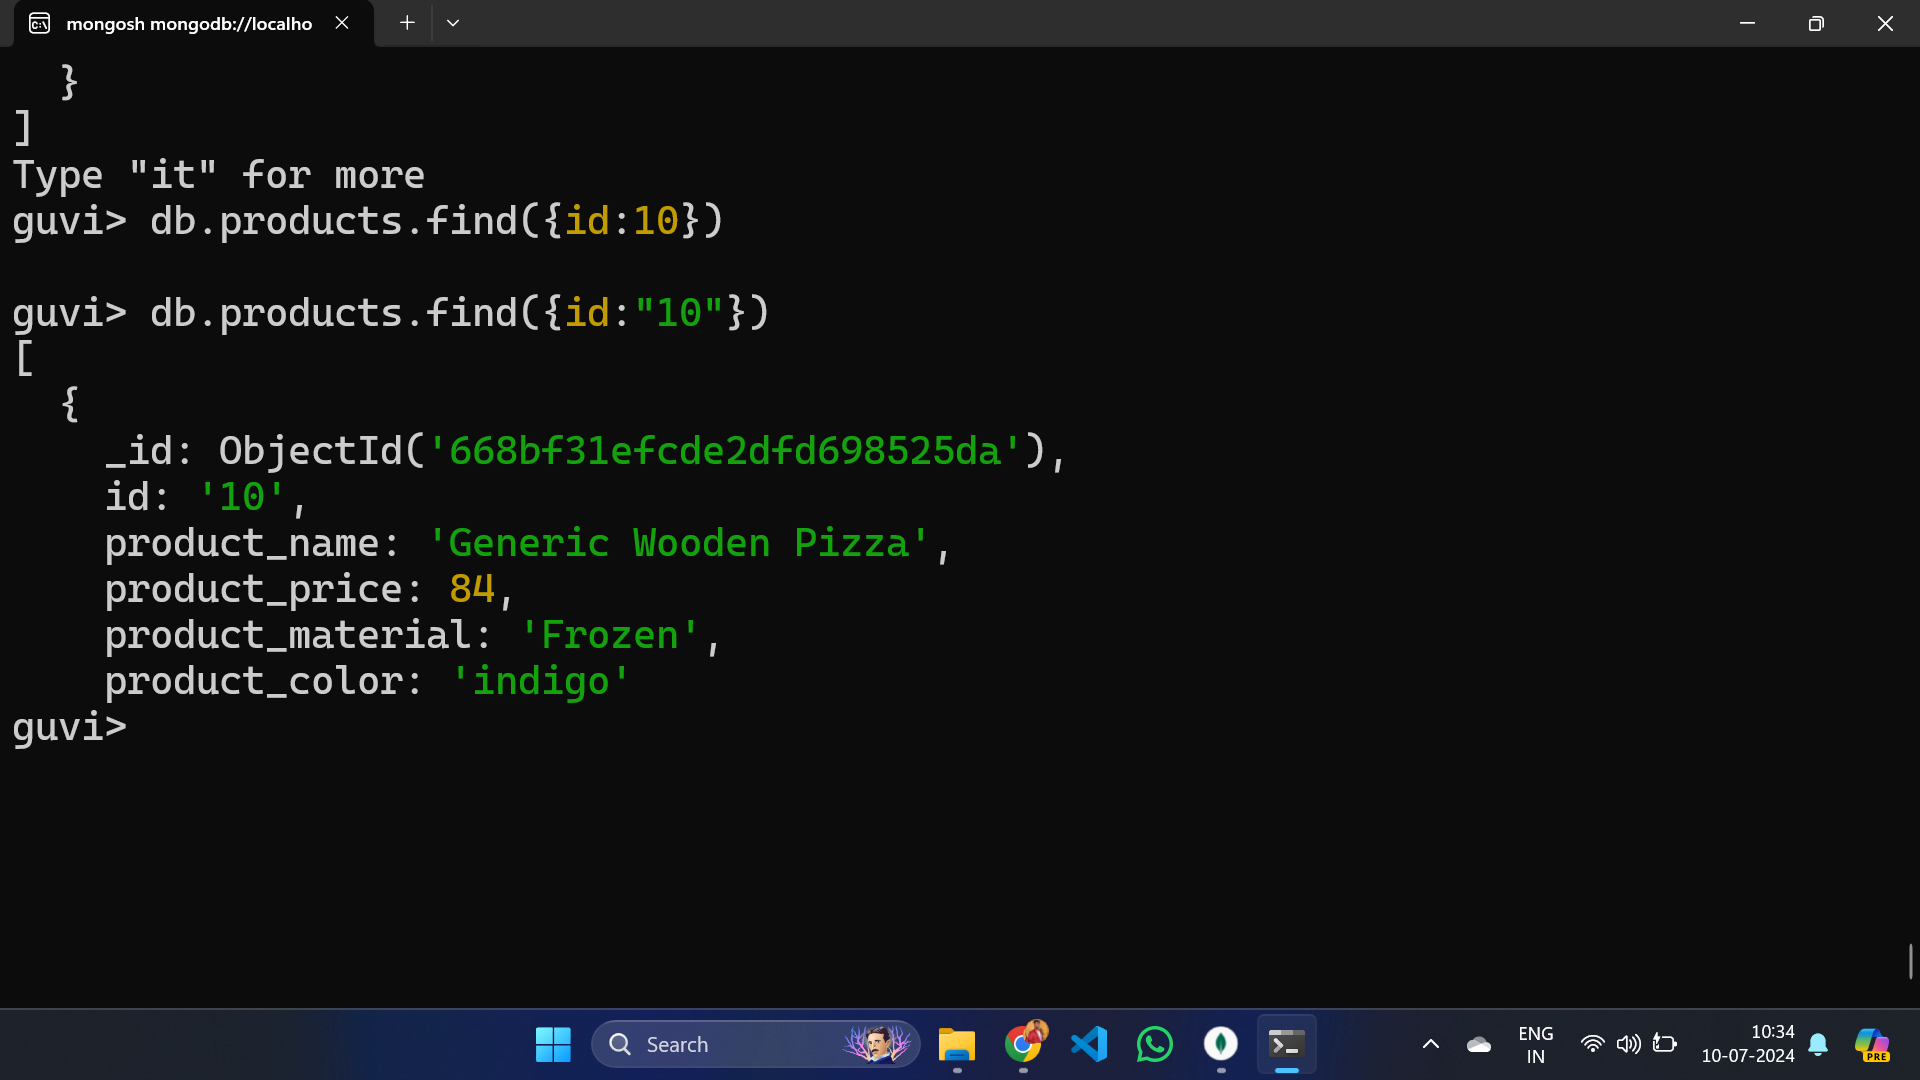 mongosh mongodb://localho
}
]
Type "it" for more
guvi> db.products.find({id:10})
guvi> db.products.find({id:"10"})
[
{
_id: ObjectId('668bf31efcde2dfd698525da'),
id: '10',
product_name: 'Generic Wooden Pizza',
product_price: 84,
product_material: 'Frozen',
product_color: 'indigo'
guvi>
Search
ENG
IN
10:34
10-07-2024
PRE